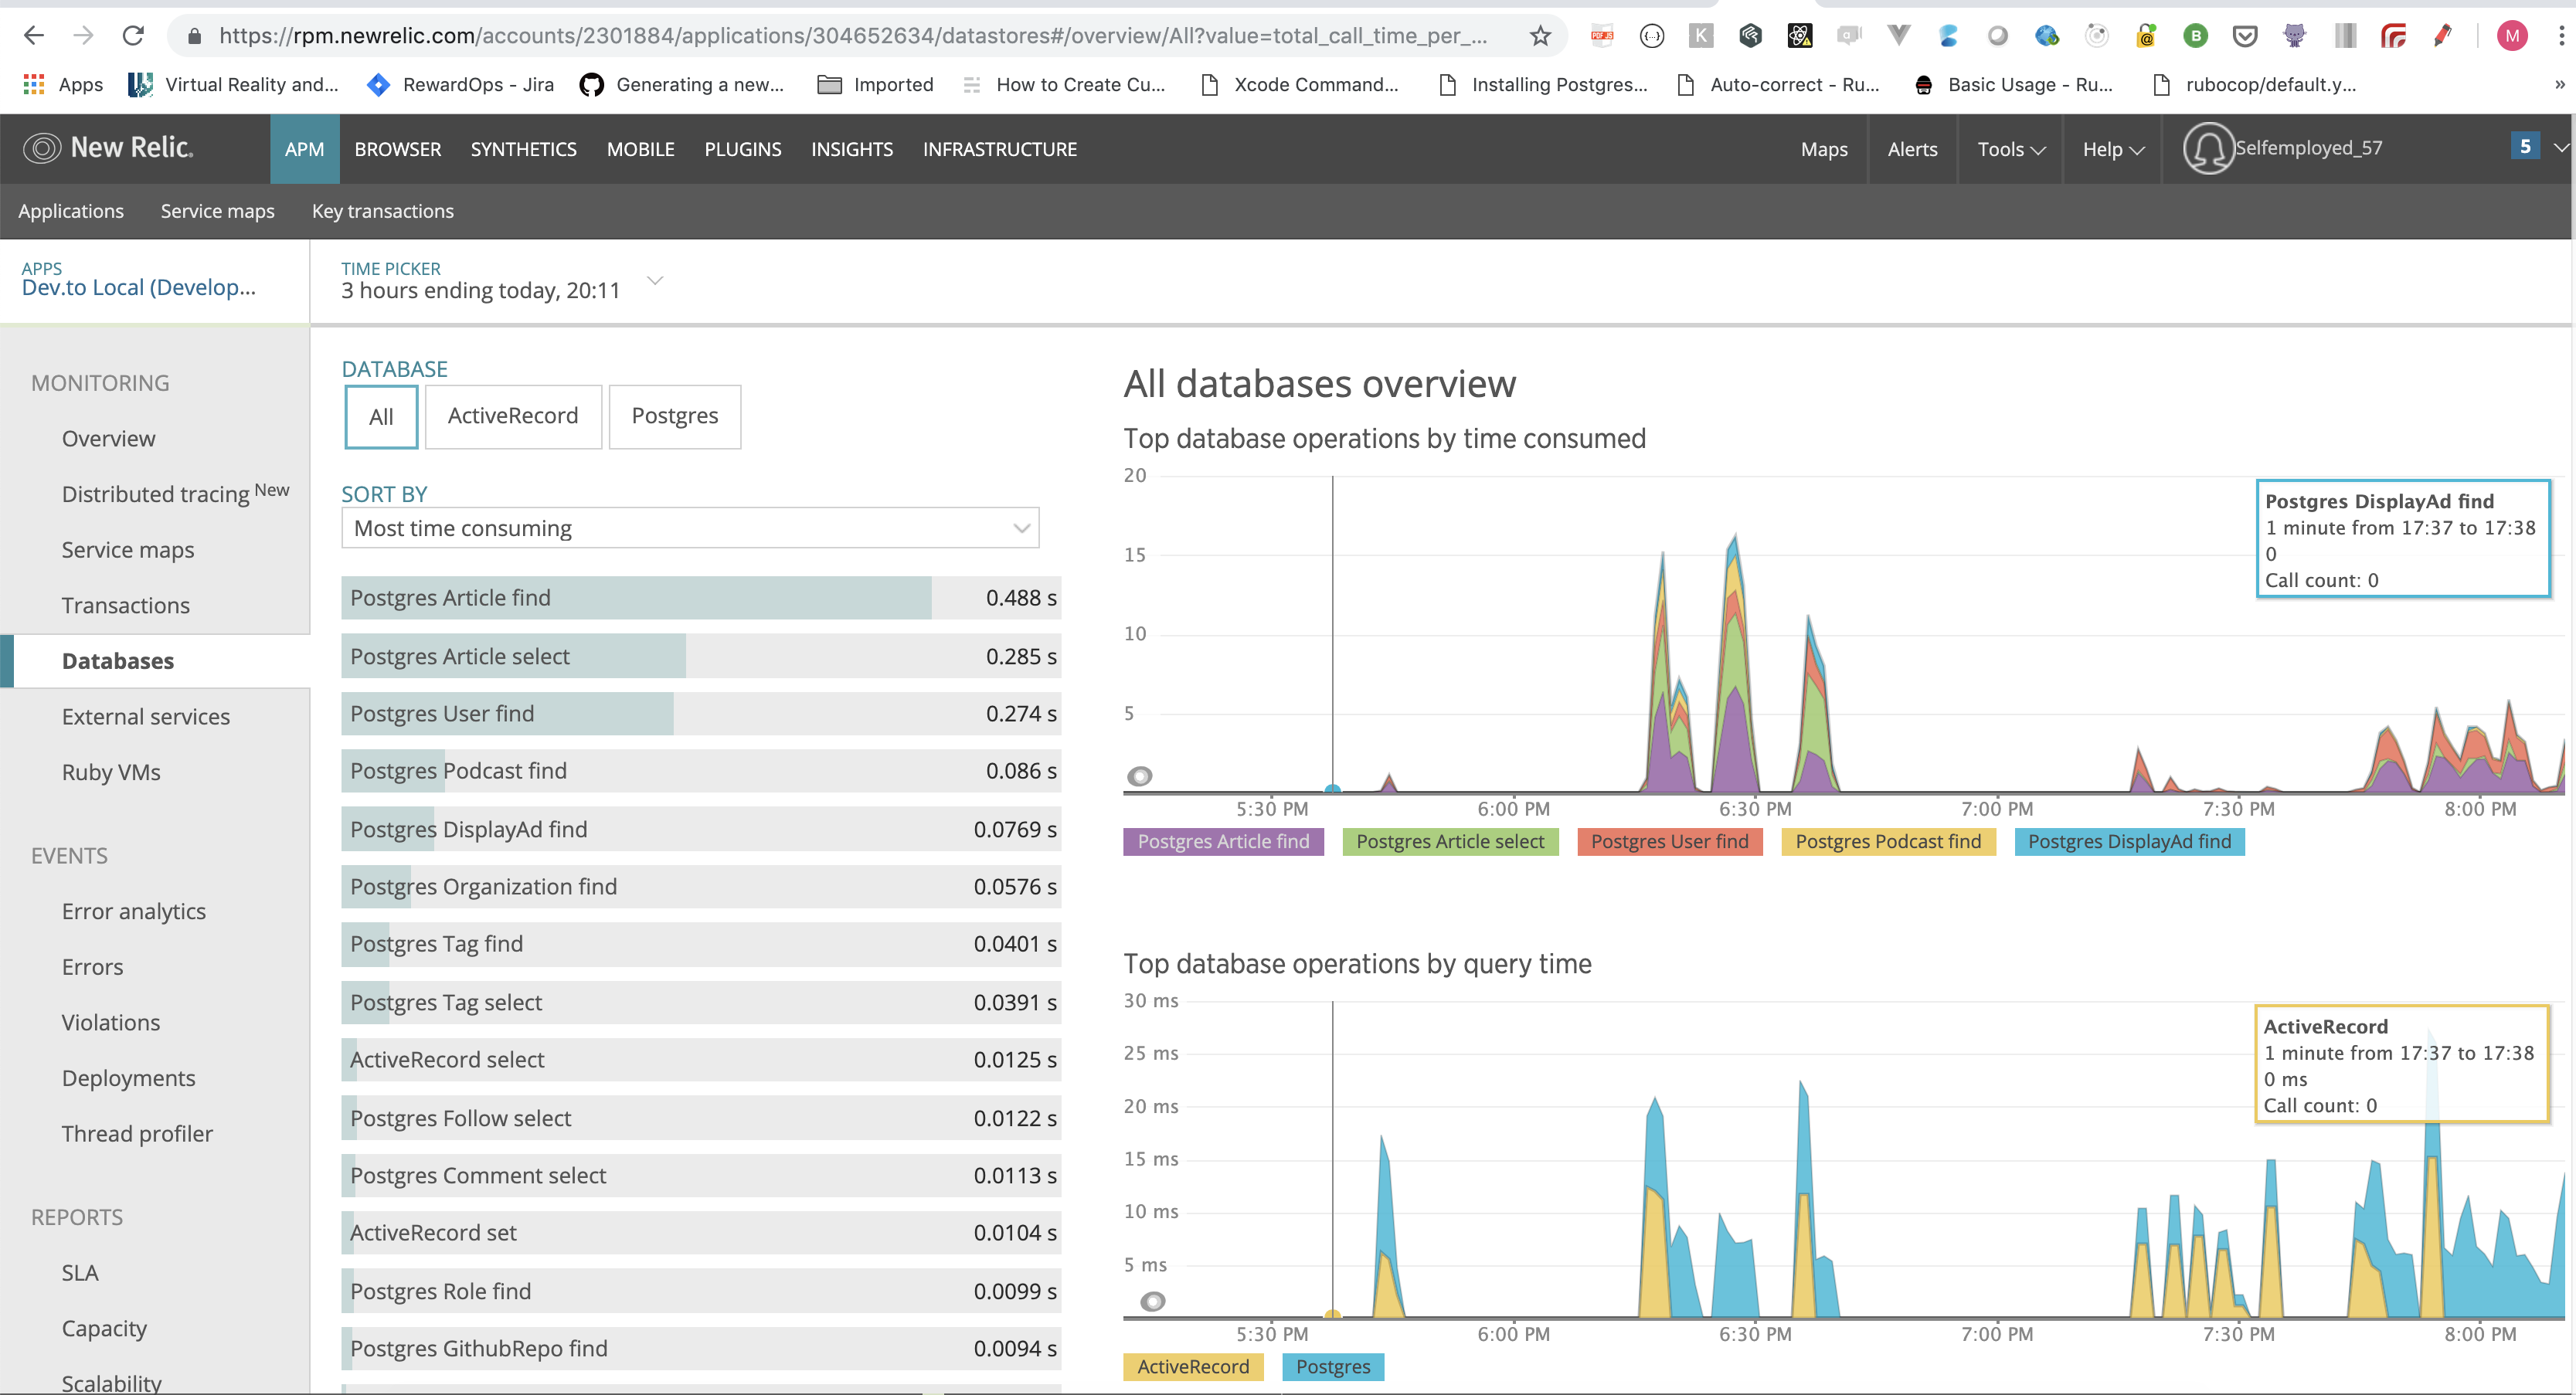 https://rpm.newrelic.com/accounts/2301884/applications/304652634/datastores#/overview/All?value=total_call_time_per_...
PDF JS
{...}
K
a
@
B
M
Apps
Virtual Reality and...
RewardOps - Jira
Generating a new...
Imported
How to Create Cu...
Xcode Command...
Installing Postgres...
Auto-correct - Ru...
Basic Usage - Ru...
rubocop/default.y...
»
New Relic.
APM
BROWSER
SYNTHETICS
MOBILE
PLUGINS
INSIGHTS
INFRASTRUCTURE
Maps
Alerts
Tools
Help
Selfemployed_57
5
Applications
Service maps
Key transactions
APPS
Dev.to Local (Develop...
TIME PICKER
3 hours ending today, 20:11
MONITORING
Overview
Distributed tracing New
Service maps
Transactions
Databases
External services
Ruby VMs
EVENTS
Error analytics
Errors
Violations
Deployments
Thread profiler
REPORTS
SLA
Capacity
Scalability
DATABASE
All
ActiveRecord
Postgres
SORT BY
Most time consuming
Postgres Article find 0.488 s
Postgres Article select 0.285 s
Postgres User find 0.274 s
Postgres Podcast find 0.086 s
Postgres DisplayAd find 0.0769 s
Postgres Organization find 0.0576 s
Postgres Tag find 0.0401 s
Postgres Tag select 0.0391 s
ActiveRecord select 0.0125 s
Postgres Follow select 0.0122 s
Postgres Comment select 0.0113 s
ActiveRecord set 0.0104 s
Postgres Role find 0.0099 s
Postgres GithubRepo find 0.0094 s
All databases overview
Top database operations by time consumed
20
15
10
5
Postgres DisplayAd find
1 minute from 17:37 to 17:38
0
Call count: 0
5:30 PM
6:00 PM
6:30 PM
7:00 PM
7:30 PM
8:00 PM
Postgres Article find
Postgres Article select
Postgres User find
Postgres Podcast find
Postgres DisplayAd find
Top database operations by query time
30 ms
25 ms
20 ms
15 ms
10 ms
5 ms
ActiveRecord
1 minute from 17:37 to 17:38
0 ms
Call count: 0
5:30 PM
6:00 PM
6:30 PM
7:00 PM
7:30 PM
8:00 PM
ActiveRecord
Postgres